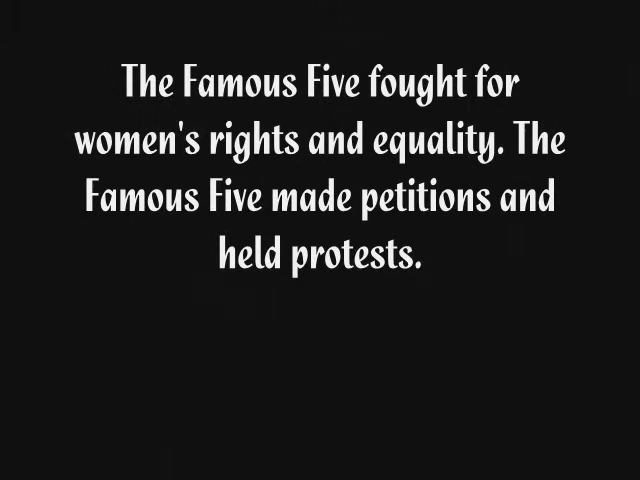 The Famous Five fought for
women's rights and equality. The
Famous Five made petitions and
held protests.